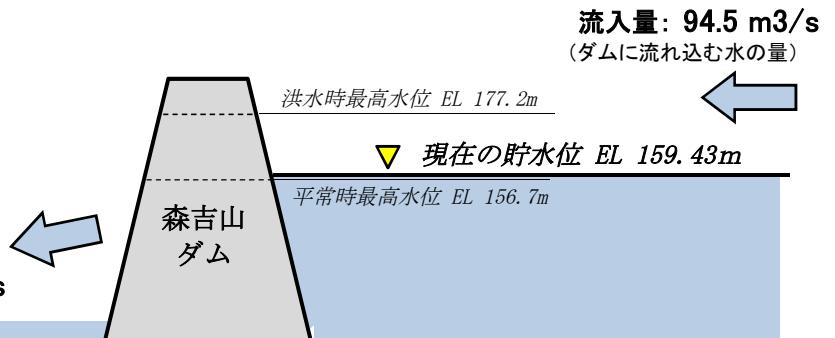 流入量: 94.5 m3/s
（ダムに流れ込む水の量）
洪水時最高水位 EL 177.2m
現在の貯水位 EL 159.43m
平常時最高水位 EL 156.7m
森吉山
ダム
s